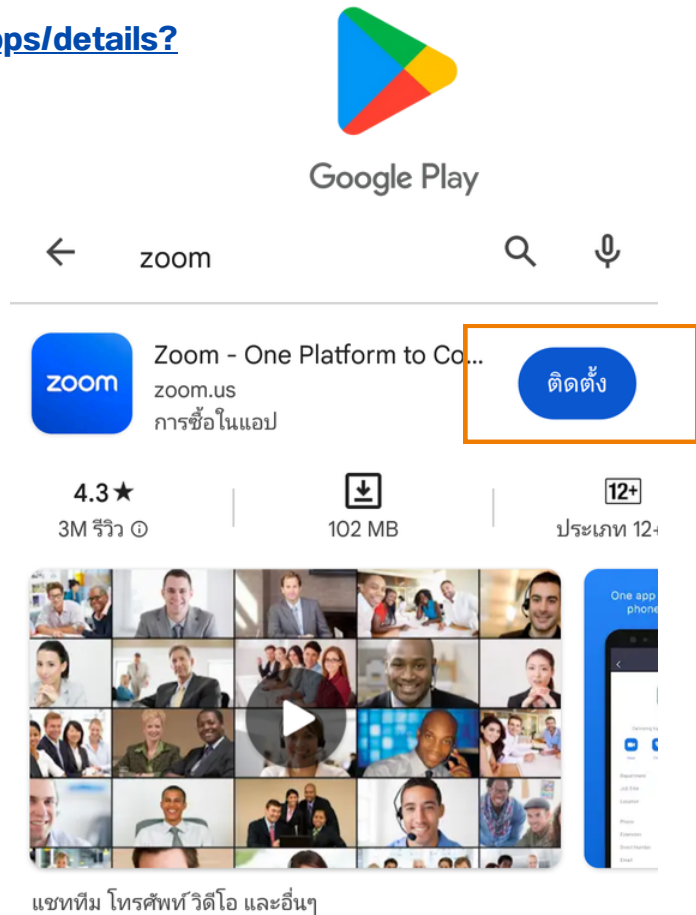 ps/details?
Google Play
zoom
zoom
Zoom - One Platform to Co...
zoom.us
การซื้อในแอป
ติดตั้ง
4.3★
3M รีวิว
102 MB
12+
ประเภท 12+
One app
phone
แชททีม โทรศัพท์ วิดีโอ และอื่นๆ